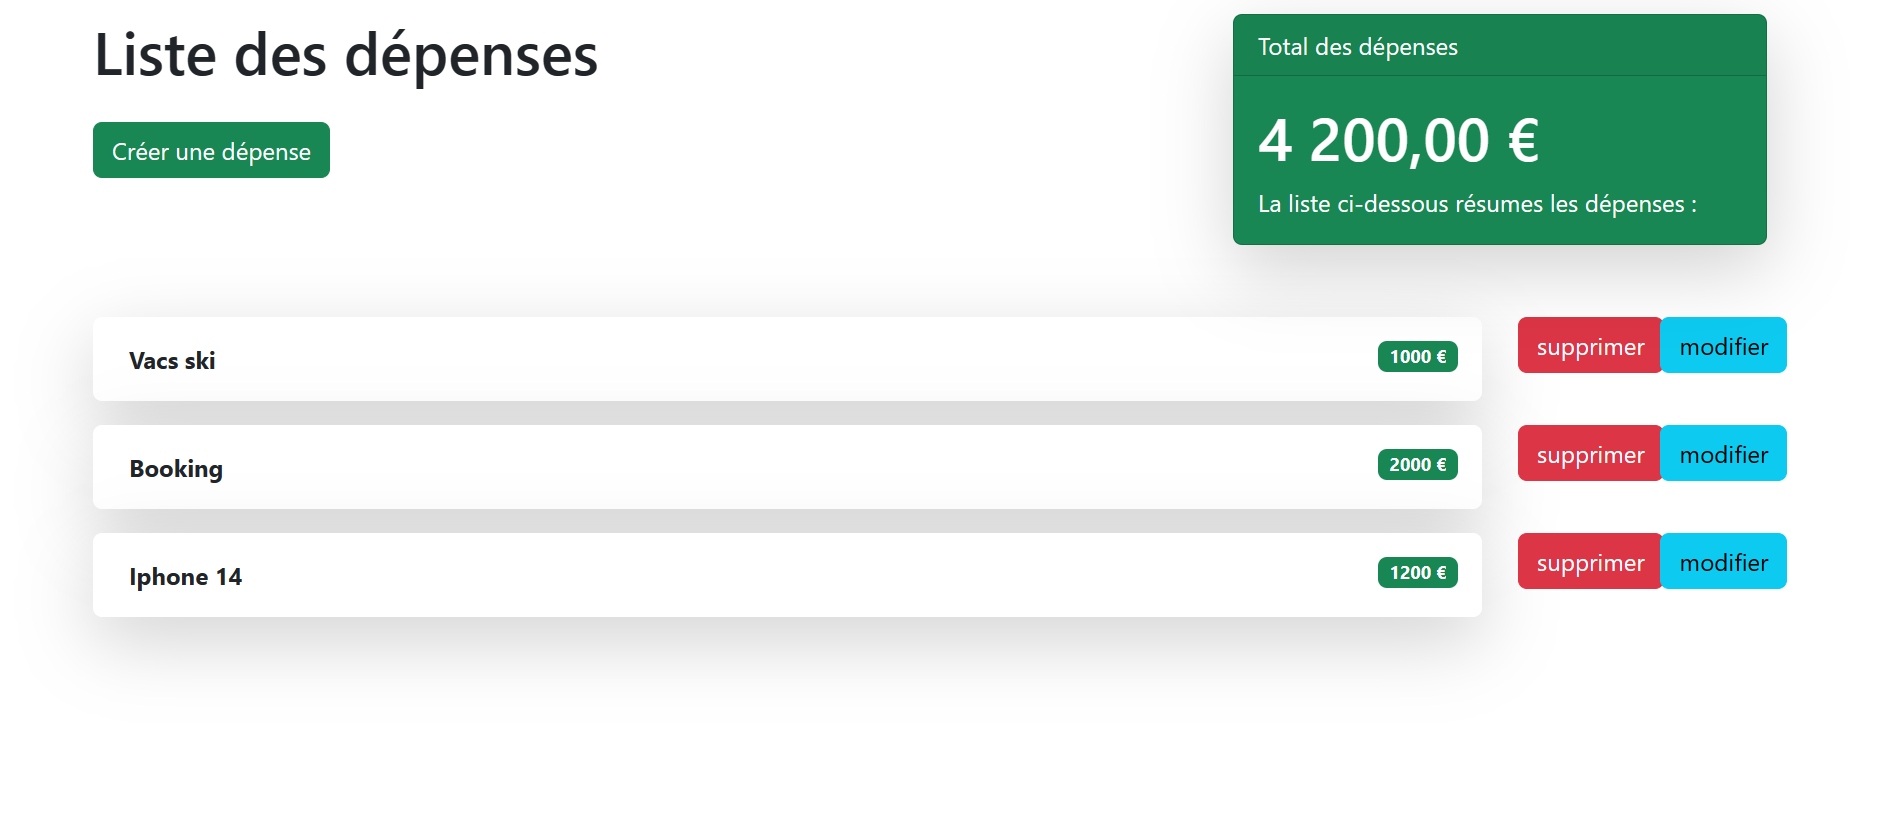 Liste des dépenses
Créer une dépense
Total des dépenses
4 200,00 €
La liste ci-dessous résumes les dépenses :
Vacs ski
1000 €
supprimer
modifier
Booking
2000 €
supprimer
modifier
Iphone 14
1200 €
supprimer
modifier